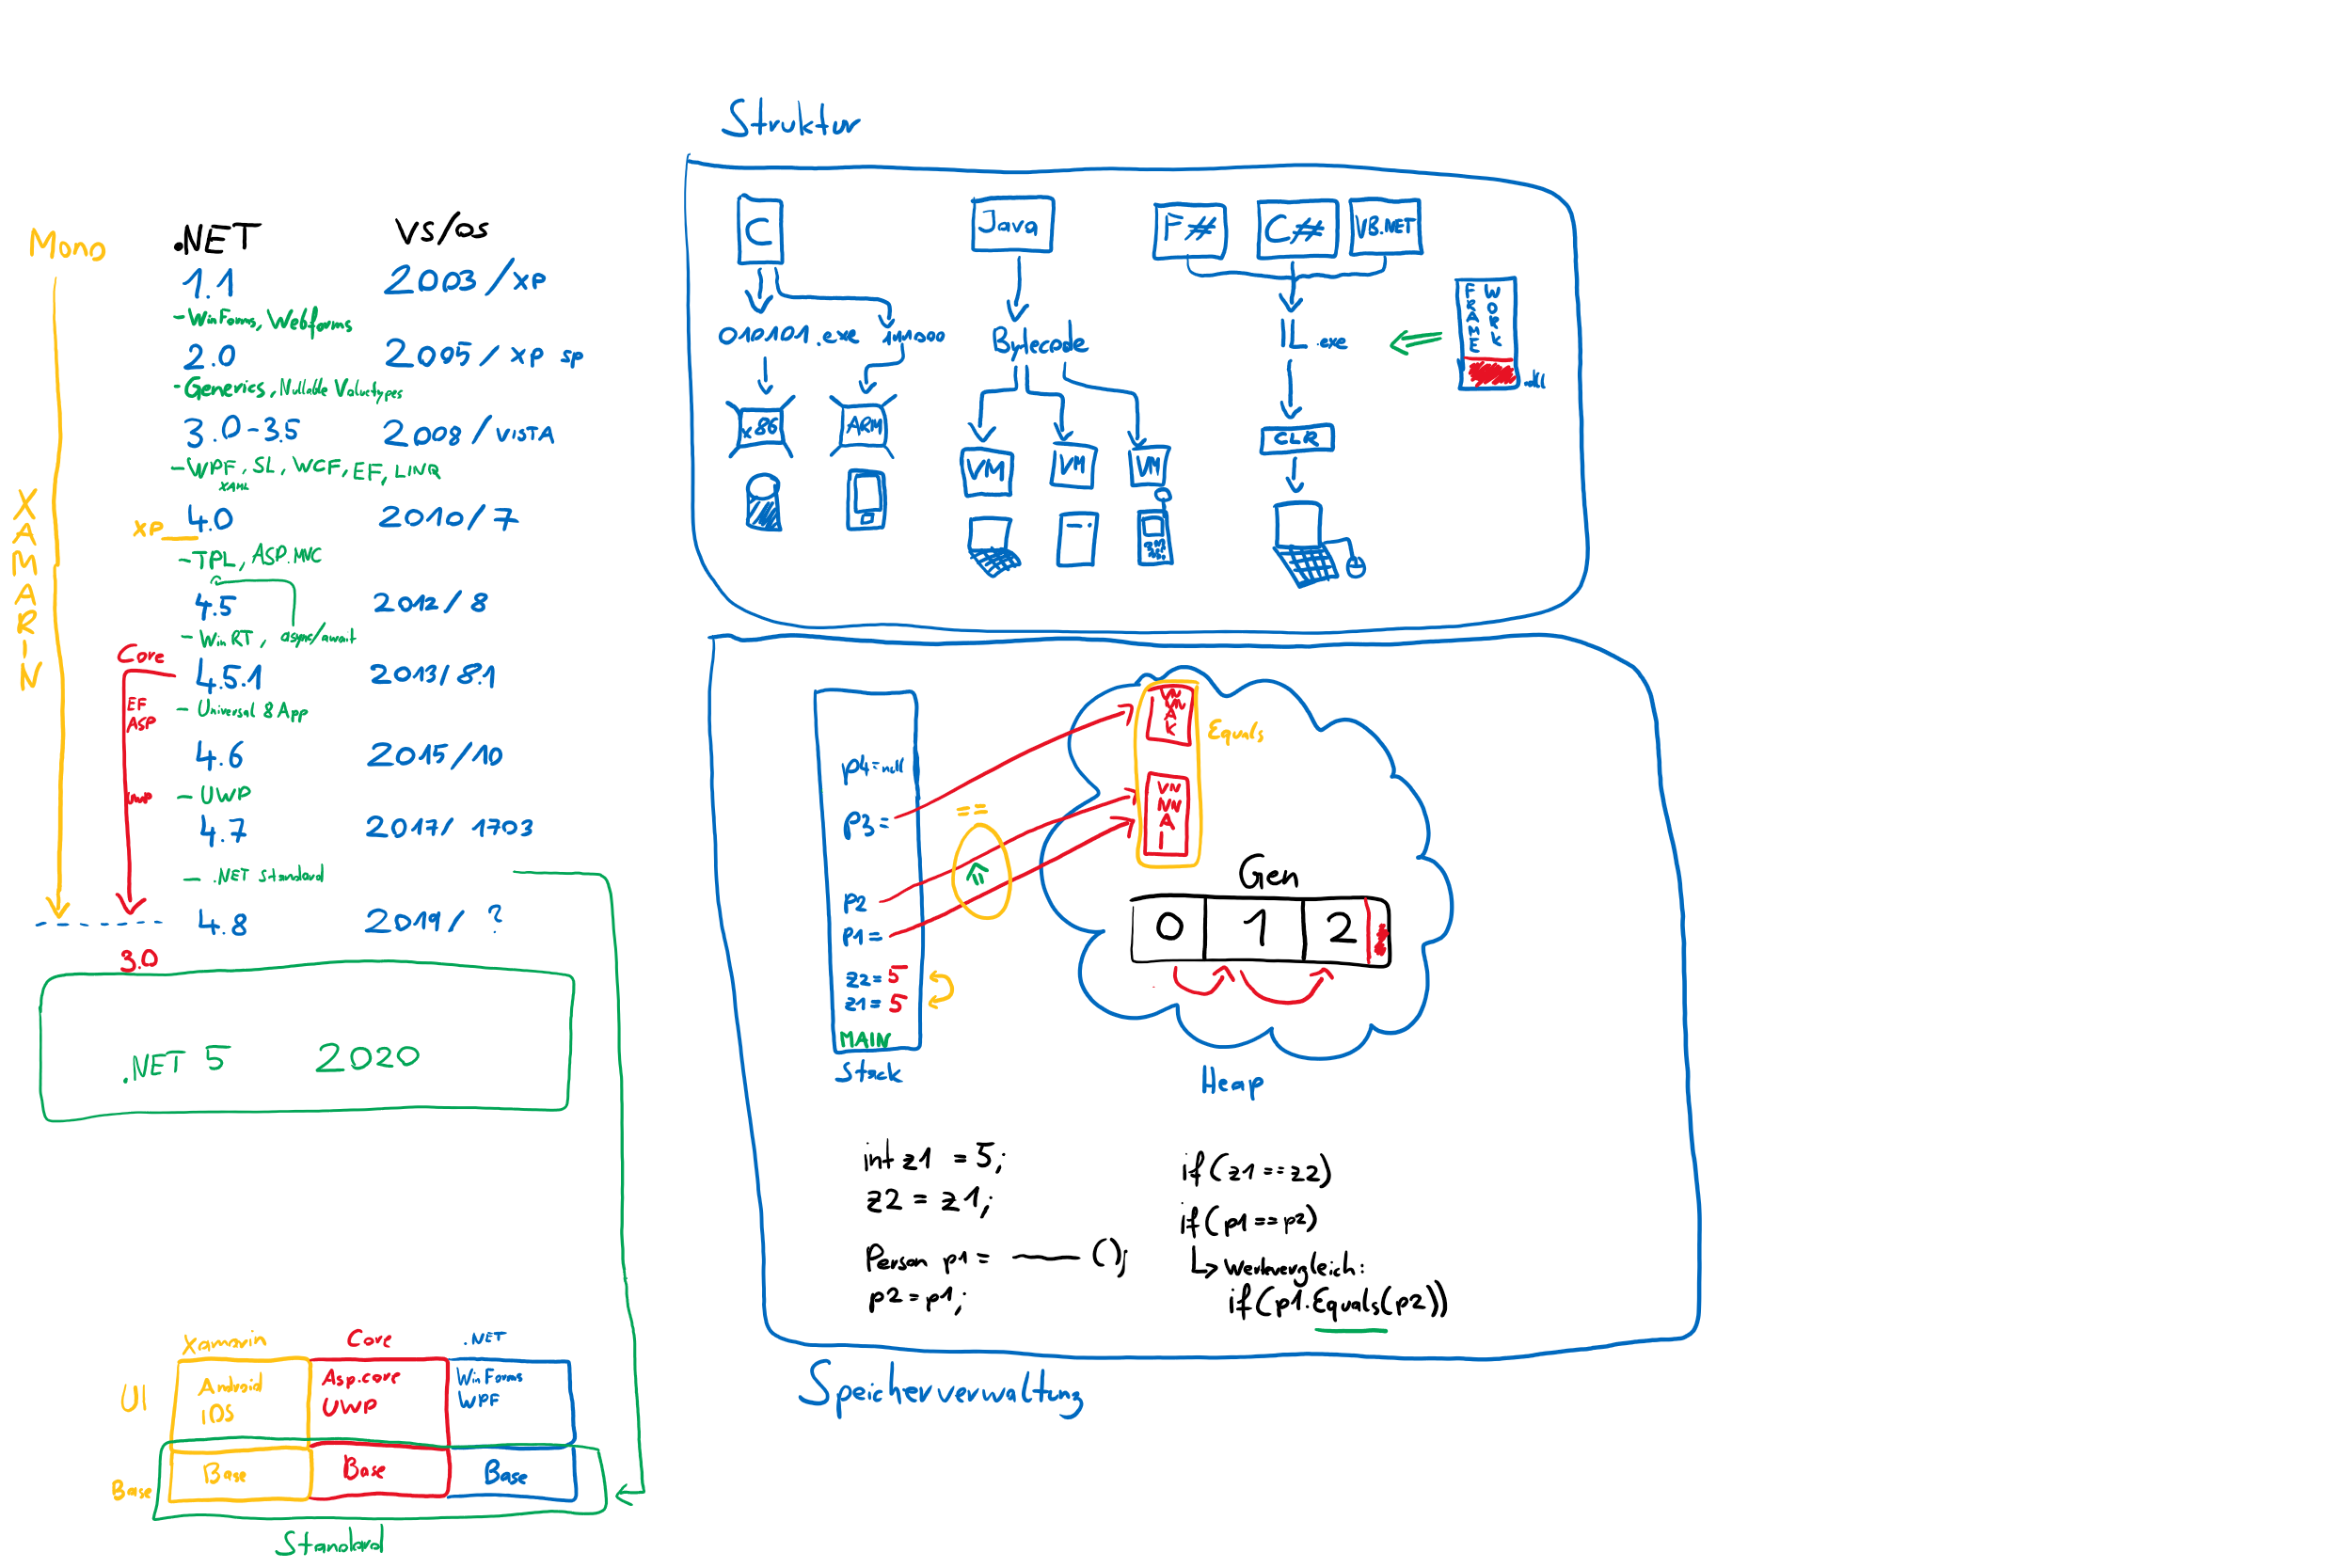 Mono
XAMARIN
.NET VS/OS
1.1 2003/XP
-WinForms, Webforms
2.0 2005/XP SP
-Generics, Nullable Valuetypes
3.0-3.5 2008/VISTA
-WPF, SL, WCF, EF, LINQ
XAML
XP 4.0 2010/7
-TPL, ASP.MVC
4.5 2012/8
- WinRT, async/await
Core
4.5.1 2013/8.1
EF
ASP
- Universal 8 App
4.6 2015/10
UWP
- UWP
4.7 2017/ 1703
- .NET Standard
4.8 2019/ ?
3.0
.NET 5 2020
Xamarin Core .NET
UI
Android
iOS
Asp.core
UWP
WinForms
WPF
Base
Base Base Base
Standard
Struktur
C Java F# C# VB.NET
FRAME
WORK
.dll
010101.exe
Bytecode
IL.exe
x86 ARM
VM VM VM
CLR
p4=null
p3=
p2
p1=
z2=5
z1=5
MAIN
Stack
==
Equals
Gen
0 1 2
Heap
int z1 = 5;
z2 = z1;
Person p1 = ();
p2=p1;
if(z1==z2)
if(p1==p2)
Wertvergleich:
if(p1.Equals(p2))
Speicherverwaltung